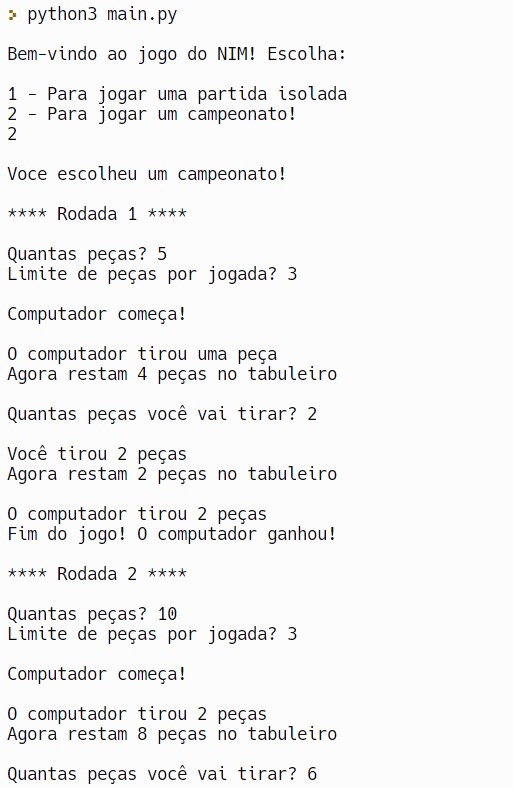 > python3 main.py
Bem-vindo ao jogo do NIM! Escolha:
1 - Para jogar uma partida isolada
2 - Para jogar um campeonato!
2
Voce escolheu um campeonato!
**** Rodada 1 ****
Quantas peças? 5
Limite de peças por jogada? 3
Computador começa!
O computador tirou uma peça
Agora restam 4 peças no tabuleiro
Quantas peças você vai tirar? 2
Você tirou 2 peças
Agora restam 2 peças no tabuleiro
O computador tirou 2 peças
Fim do jogo! O computador ganhou!
**** Rodada 2 ****
Quantas peças? 10
Limite de peças por jogada? 3
Computador começa!
O computador tirou 2 peças
Agora restam 8 peças no tabuleiro
Quantas peças você vai tirar? 6